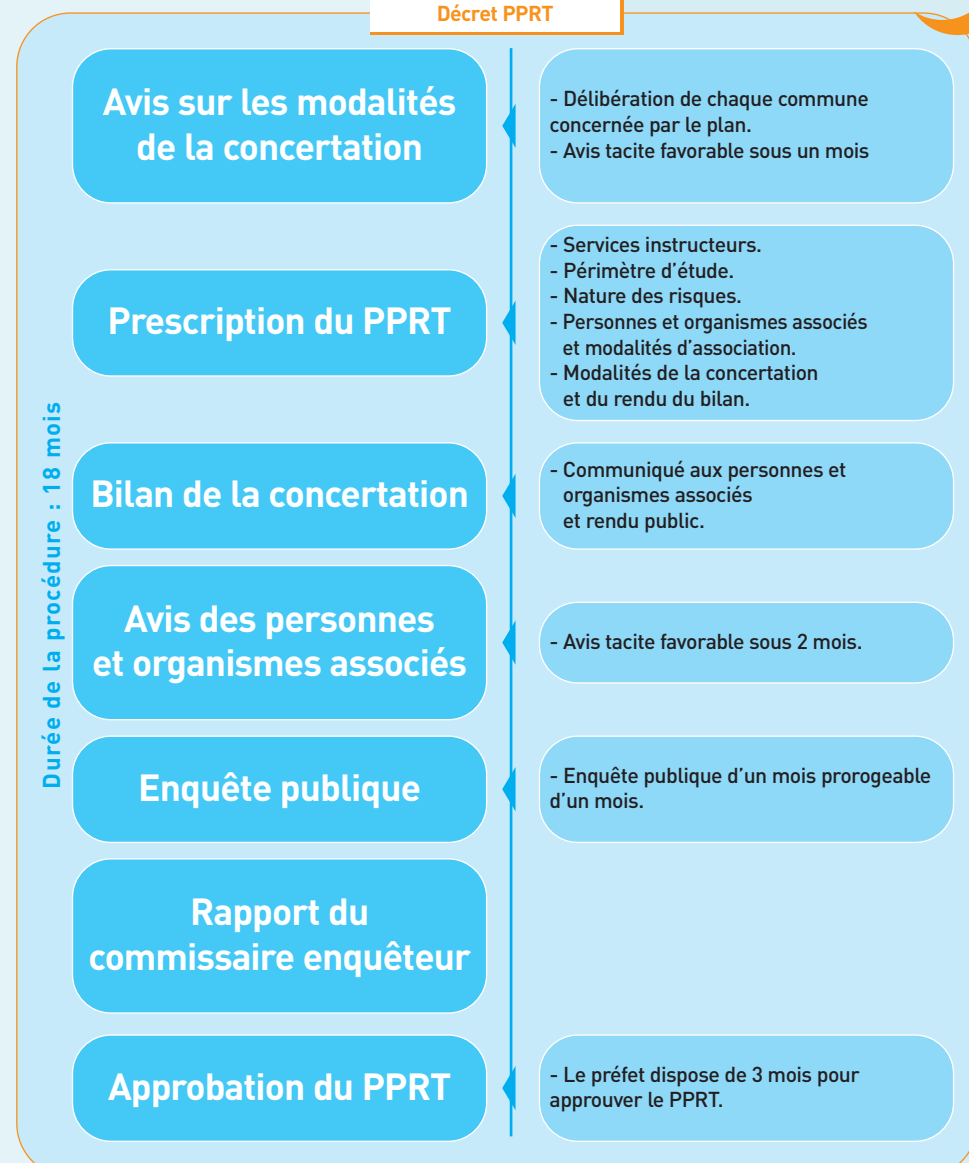 Décret PPRT
Avis sur les modalités
de la concertation
- Délibération de chaque commune
concernée par le plan.
- Avis tacite favorable sous un mois
Prescription du PPRT
- Services instructeurs.
- Périmètre d'étude.
- Nature des risques.
- Personnes et organismes associés
et modalités d'association.
- Modalités de la concertation
et du rendu du bilan.
Durée de la procédure : 18 mois
Bilan de la concertation
- Communiqué aux personnes et
organismes associés
et rendu public.
Avis des personnes
et organismes associés
- Avis tacite favorable sous 2 mois.
Enquête publique
- Enquête publique d'un mois prorogeable
d'un mois.
Rapport du
commissaire enquêteur
Approbation du PPRT
- Le préfet dispose de 3 mois pour
approuver le PPRT.